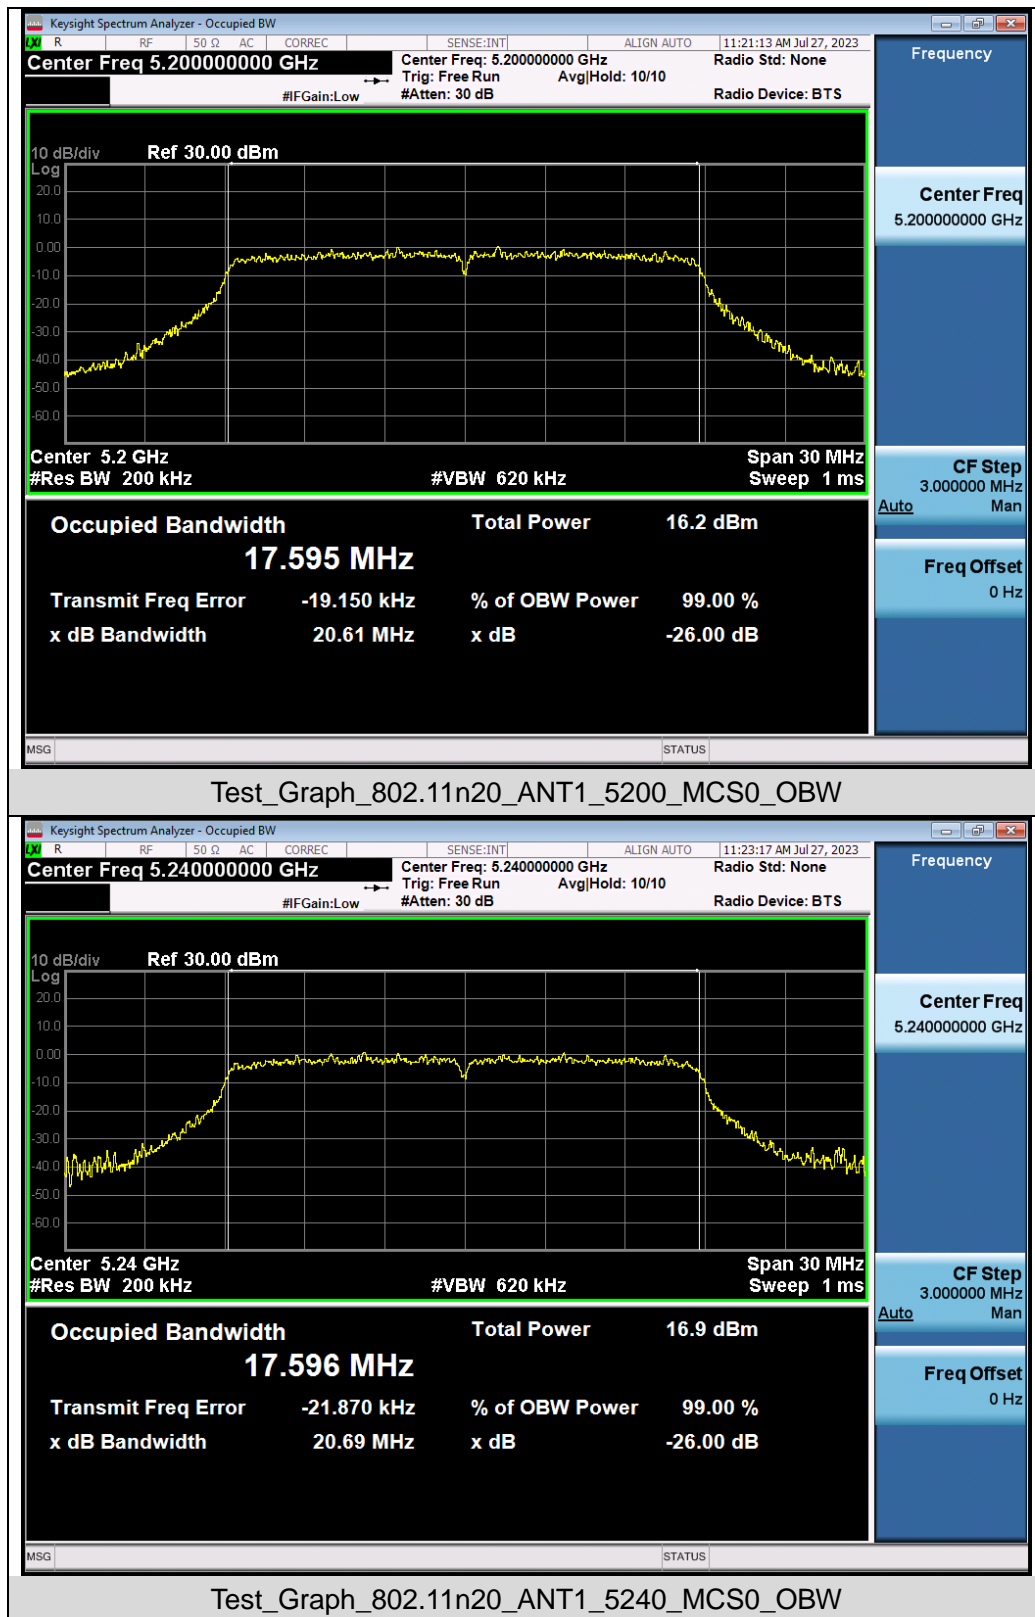 Keysight Spectrum Analyzer - Occupied BW
LXI R RF 50 Ω AC CORREC SENSE:INT ALIGN AUTO 11:21:13 AM Jul 27, 2023
Center Freq 5.200000000 GHz
Center Freq: 5.200000000 GHz Radio Std: None
Trig: Free Run Avg|Hold: 10/10
#IFGain:Low #Atten: 30 dB Radio Device: BTS
Frequency
10 dB/div Ref 30.00 dBm
Log
20.0
10.0
0.00
-10.0
-20.0
-30.0
-40.0
-50.0
-60.0
Center 5.2 GHz Span 30 MHz
#Res BW 200 kHz #VBW 620 kHz Sweep 1 ms
Center Freq
5.200000000 GHz
CF Step
3.000000 MHz
Auto Man
Freq Offset
0 Hz
Occupied Bandwidth Total Power 16.2 dBm
17.595 MHz
Transmit Freq Error -19.150 kHz % of OBW Power 99.00 %
x dB Bandwidth 20.61 MHz x dB -26.00 dB
MSG STATUS
Test_Graph_802.11n20_ANT1_5200_MCS0_OBW
Keysight Spectrum Analyzer - Occupied BW
LXI R RF 50 Ω AC CORREC SENSE:INT ALIGN AUTO 11:23:17 AM Jul 27, 2023
Center Freq 5.240000000 GHz
Center Freq: 5.240000000 GHz Radio Std: None
Trig: Free Run Avg|Hold: 10/10
#IFGain:Low #Atten: 30 dB Radio Device: BTS
Frequency
10 dB/div Ref 30.00 dBm
Log
20.0
10.0
0.00
-10.0
-20.0
-30.0
-40.0
-50.0
-60.0
Center 5.24 GHz Span 30 MHz
#Res BW 200 kHz #VBW 620 kHz Sweep 1 ms
Center Freq
5.240000000 GHz
CF Step
3.000000 MHz
Auto Man
Freq Offset
0 Hz
Occupied Bandwidth Total Power 16.9 dBm
17.596 MHz
Transmit Freq Error -21.870 kHz % of OBW Power 99.00 %
x dB Bandwidth 20.69 MHz x dB -26.00 dB
MSG STATUS
Test_Graph_802.11n20_ANT1_5240_MCS0_OBW